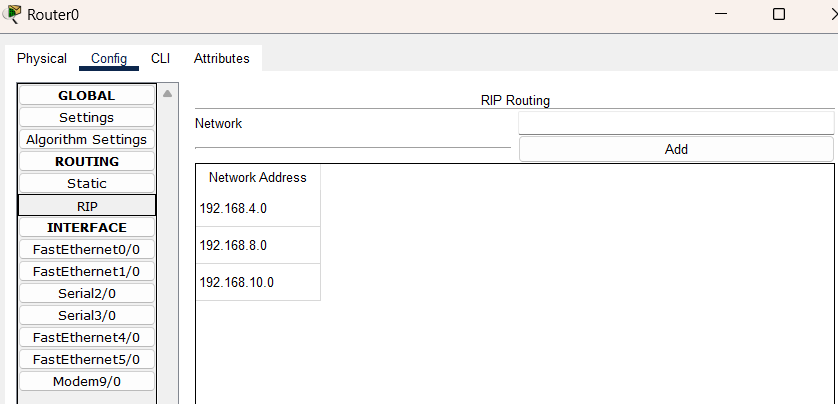 Router0
Physical Config CLI Attributes
GLOBAL
Settings
Algorithm Settings
ROUTING
Static
RIP
INTERFACE
FastEthernet0/0
FastEthernet1/0
Serial2/0
Serial3/0
FastEthernet4/0
FastEthernet5/0
Modem9/0
RIP Routing
Network
Add
Network Address
192.168.4.0
192.168.8.0
192.168.10.0